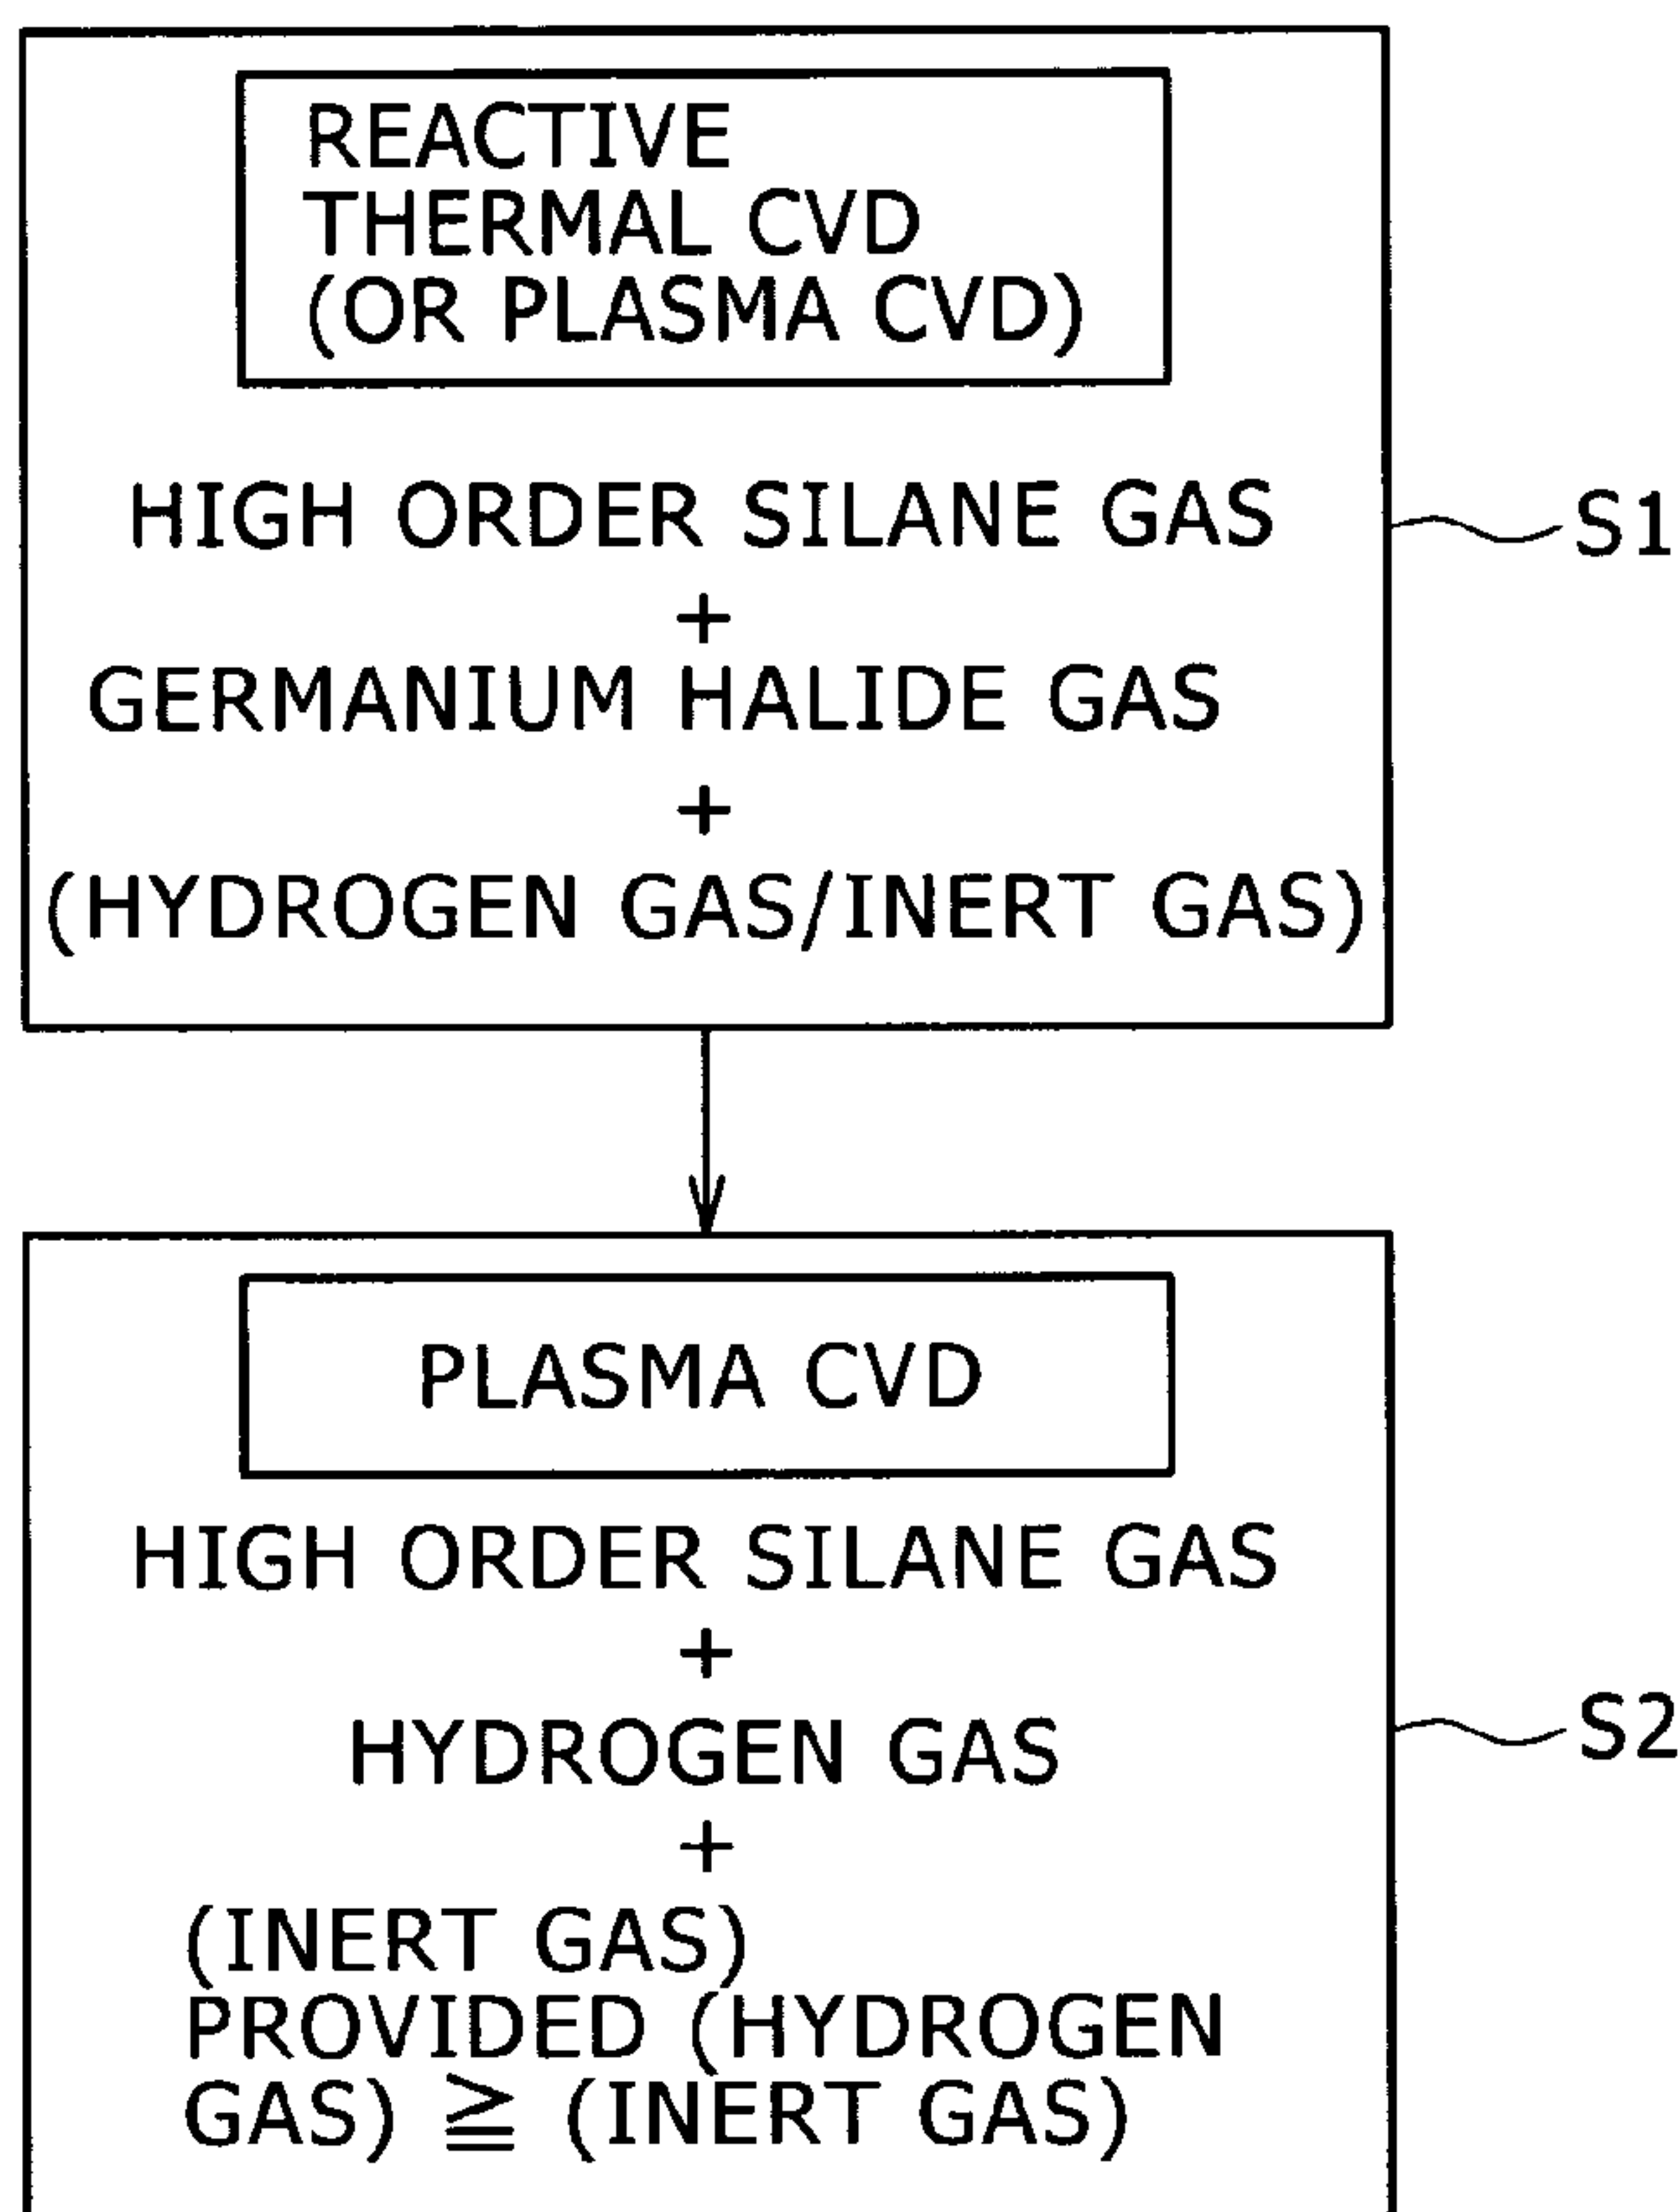 REACTIVE
THERMAL CVD
(OR PLASMA CVD)
HIGH ORDER SILANE GAS
+
GERMANIUM HALIDE GAS
+
(HYDROGEN GAS/INERT GAS)
S1
PLASMA CVD
HIGH ORDER SILANE GAS
+
HYDROGEN GAS
+
(INERT GAS)
PROVIDED (HYDROGEN
GAS) ≧ (INERT GAS)
S2